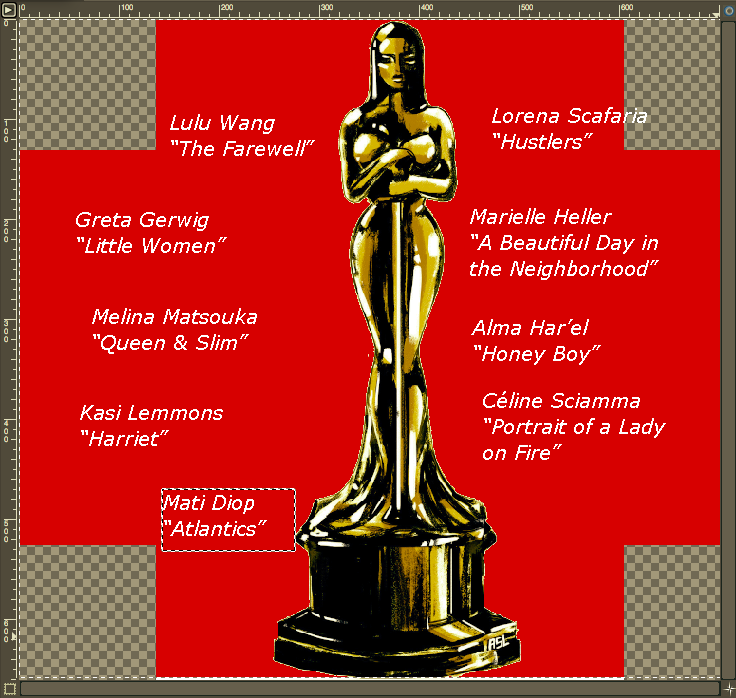 0 100 200 300 400 500 600
Lulu Wang
“The Farewell”
Greta Gerwig
“Little Women”
Melina Matsouka
“Queen & Slim”
Kasi Lemmons
“Harriet”
Mati Diop
“Atlantics”
Lorena Scafaria
“Hustlers”
Marielle Heller
“A Beautiful Day in
the Neighborhood”
Alma Har’el
“Honey Boy”
Céline Sciamma
“Portrait of a Lady
on Fire”
ASL